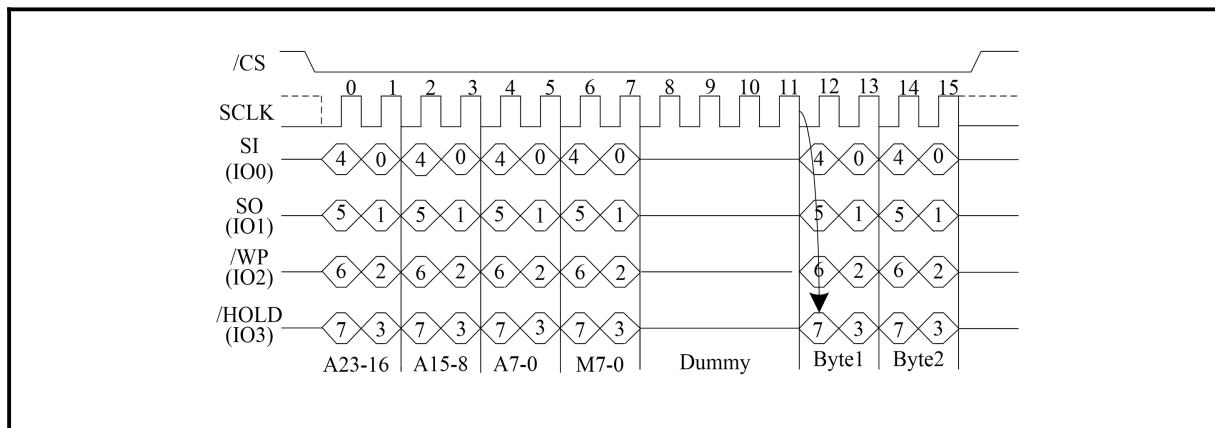 /CS
0 1 2 3 4 5 6 7 8 9 10 11 12 13 14 15
SCLK
SI
(IO0)
4 0 4 0 4 0 4 0 4 0 4 0
SO
(IO1)
5 1 5 1 5 1 5 1 5 1 5 1
/WP
(IO2)
6 2 6 2 6 2 6 2 6 2 6 2
/HOLD
(IO3)
7 3 7 3 7 3 7 3 7 3 7 3
A23-16 A15-8 A7-0 M7-0 Dummy Byte1 Byte2